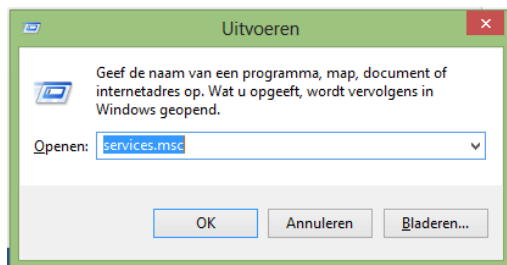 Uitvoeren
Geef de naam van een programma, map, document of
internetadres op. Wat u opgeeft, wordt vervolgens in
Windows geopend.
Openen: services.msc
OK Annuleren Bladeren...